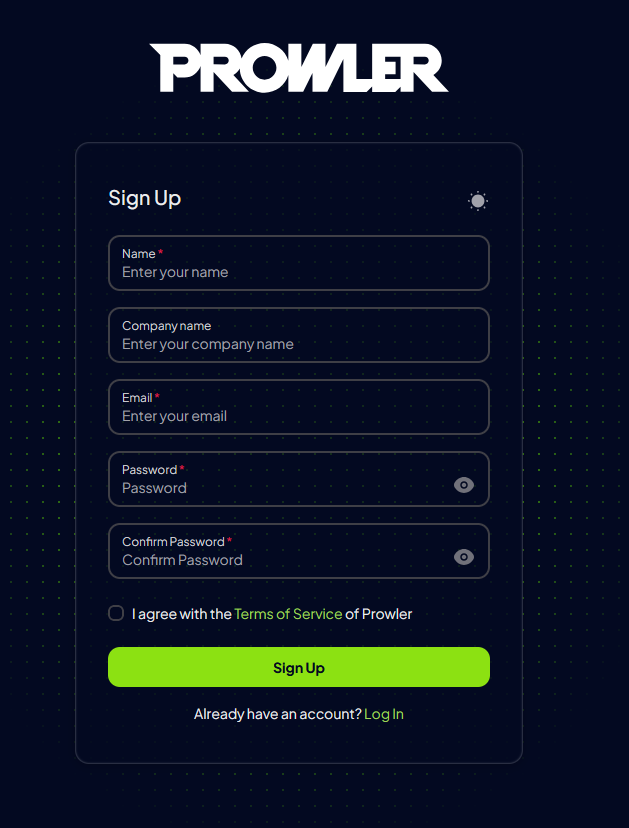 PROWLER
Sign Up
Name *
Enter your name
Company name
Enter your company name
Email *
Enter your email
Password *
Password
Confirm Password *
Confirm Password
I agree with the Terms of Service of Prowler
Sign Up
Already have an account? Log In